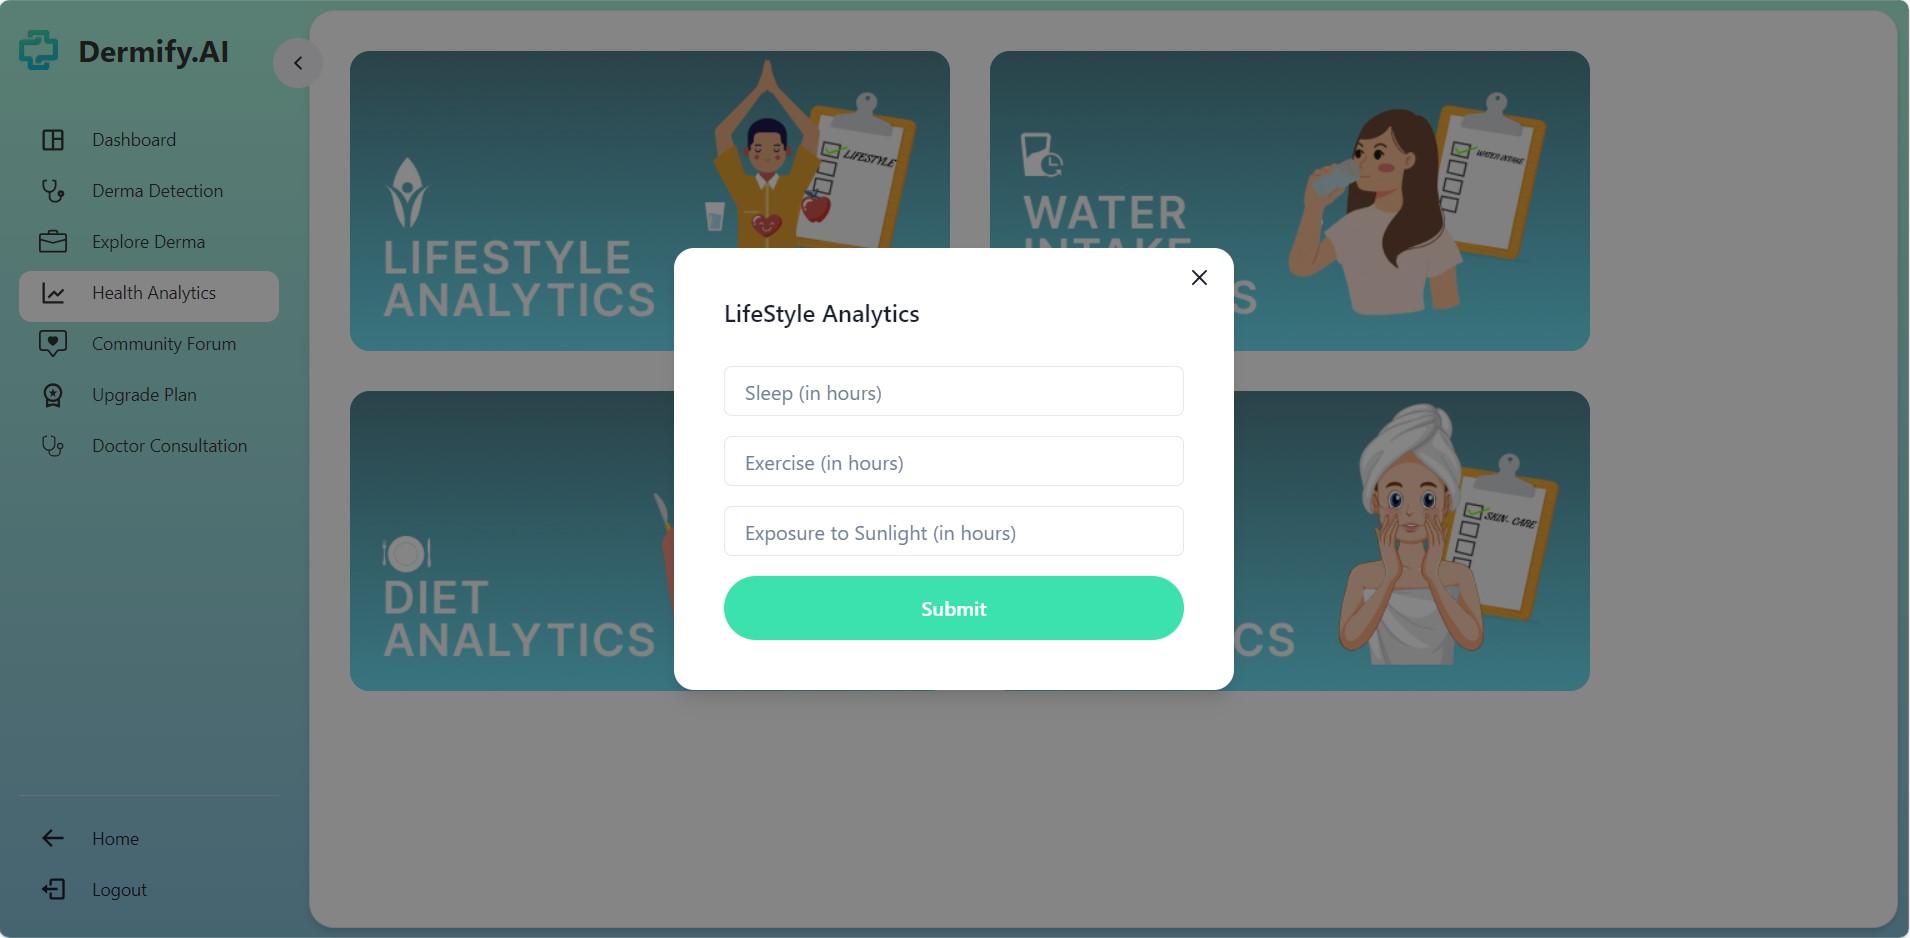 Dermify.AI
Dashboard
Derma Detection
Explore Derma
Health Analytics
Community Forum
Upgrade Plan
Doctor Consultation
Home
Logout
LIFESTYLE
ANALYTICS
LIFESTYLE
WATER
INTAKE
S
WATER INTAKE
LifeStyle Analytics
Sleep (in hours)
Exercise (in hours)
Exposure to Sunlight (in hours)
Submit
DIET
ANALYTICS
CS
SKIN- CARE